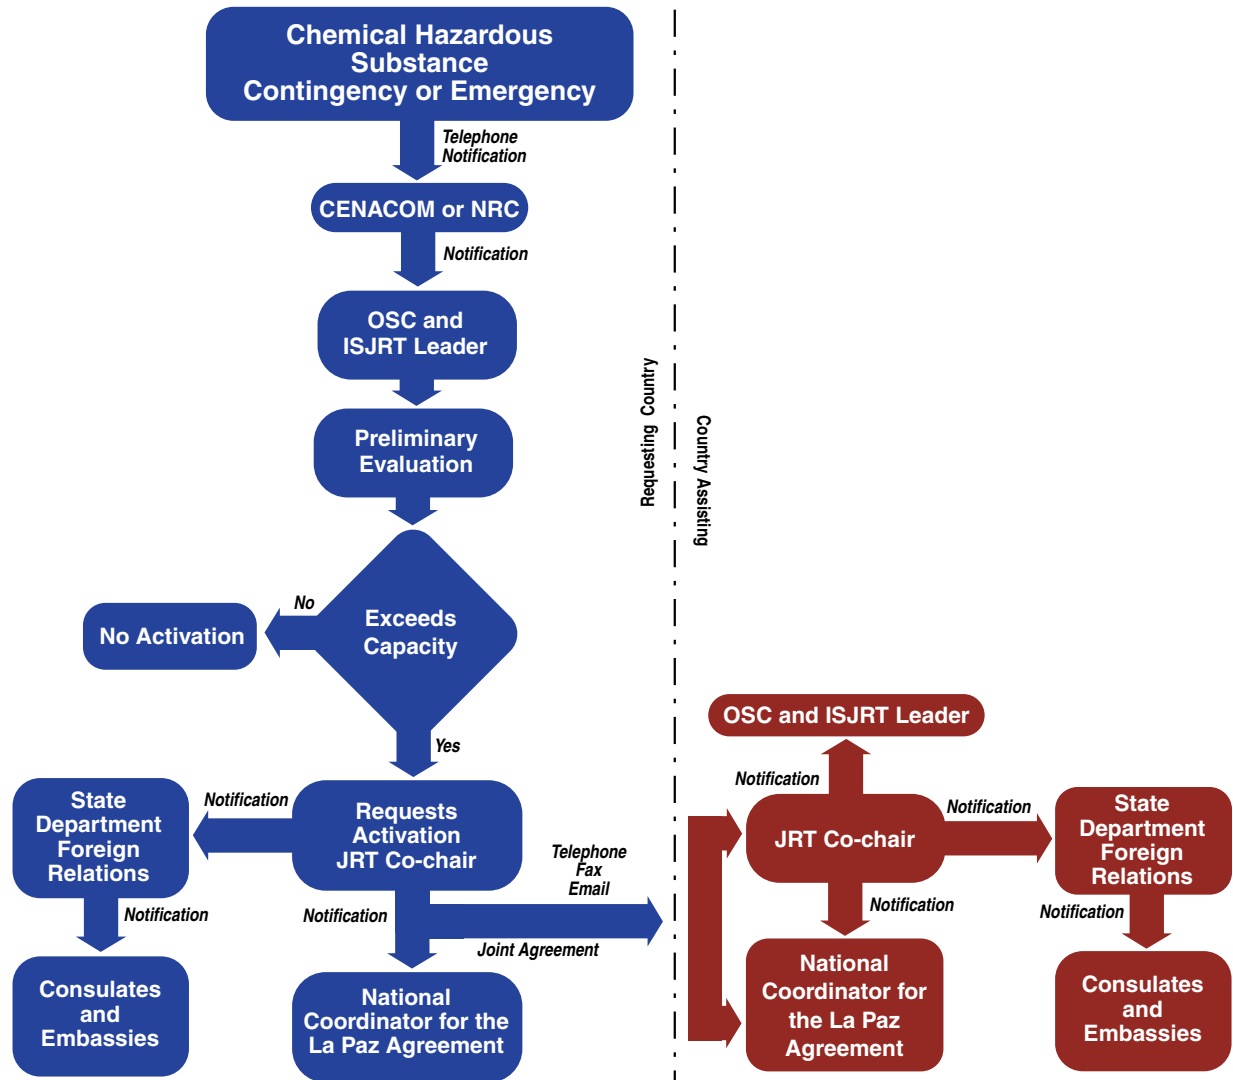 Chemical Hazardous
Substance
Contingency or Emergency
Telephone
Notification
CENACOM or NRC
Notification
OSC and
ISJRT Leader
Preliminary
Evaluation
Requesting Country
Country Assisting
Exceeds
Capacity
No
No Activation
Yes
Requests
Activation
JRT Co-chair
Notification
State
Department
Foreign
Relations
Notification
Consulates
and
Embassies
Notification
National
Coordinator for the
La Paz Agreement
Telephone
Fax
Email
Joint Agreement
OSC and ISJRT Leader
Notification
JRT Co-chair
Notification
State
Department
Foreign
Relations
Notification
National
Coordinator for
the La Paz
Agreement
Notification
Consulates
and
Embassies